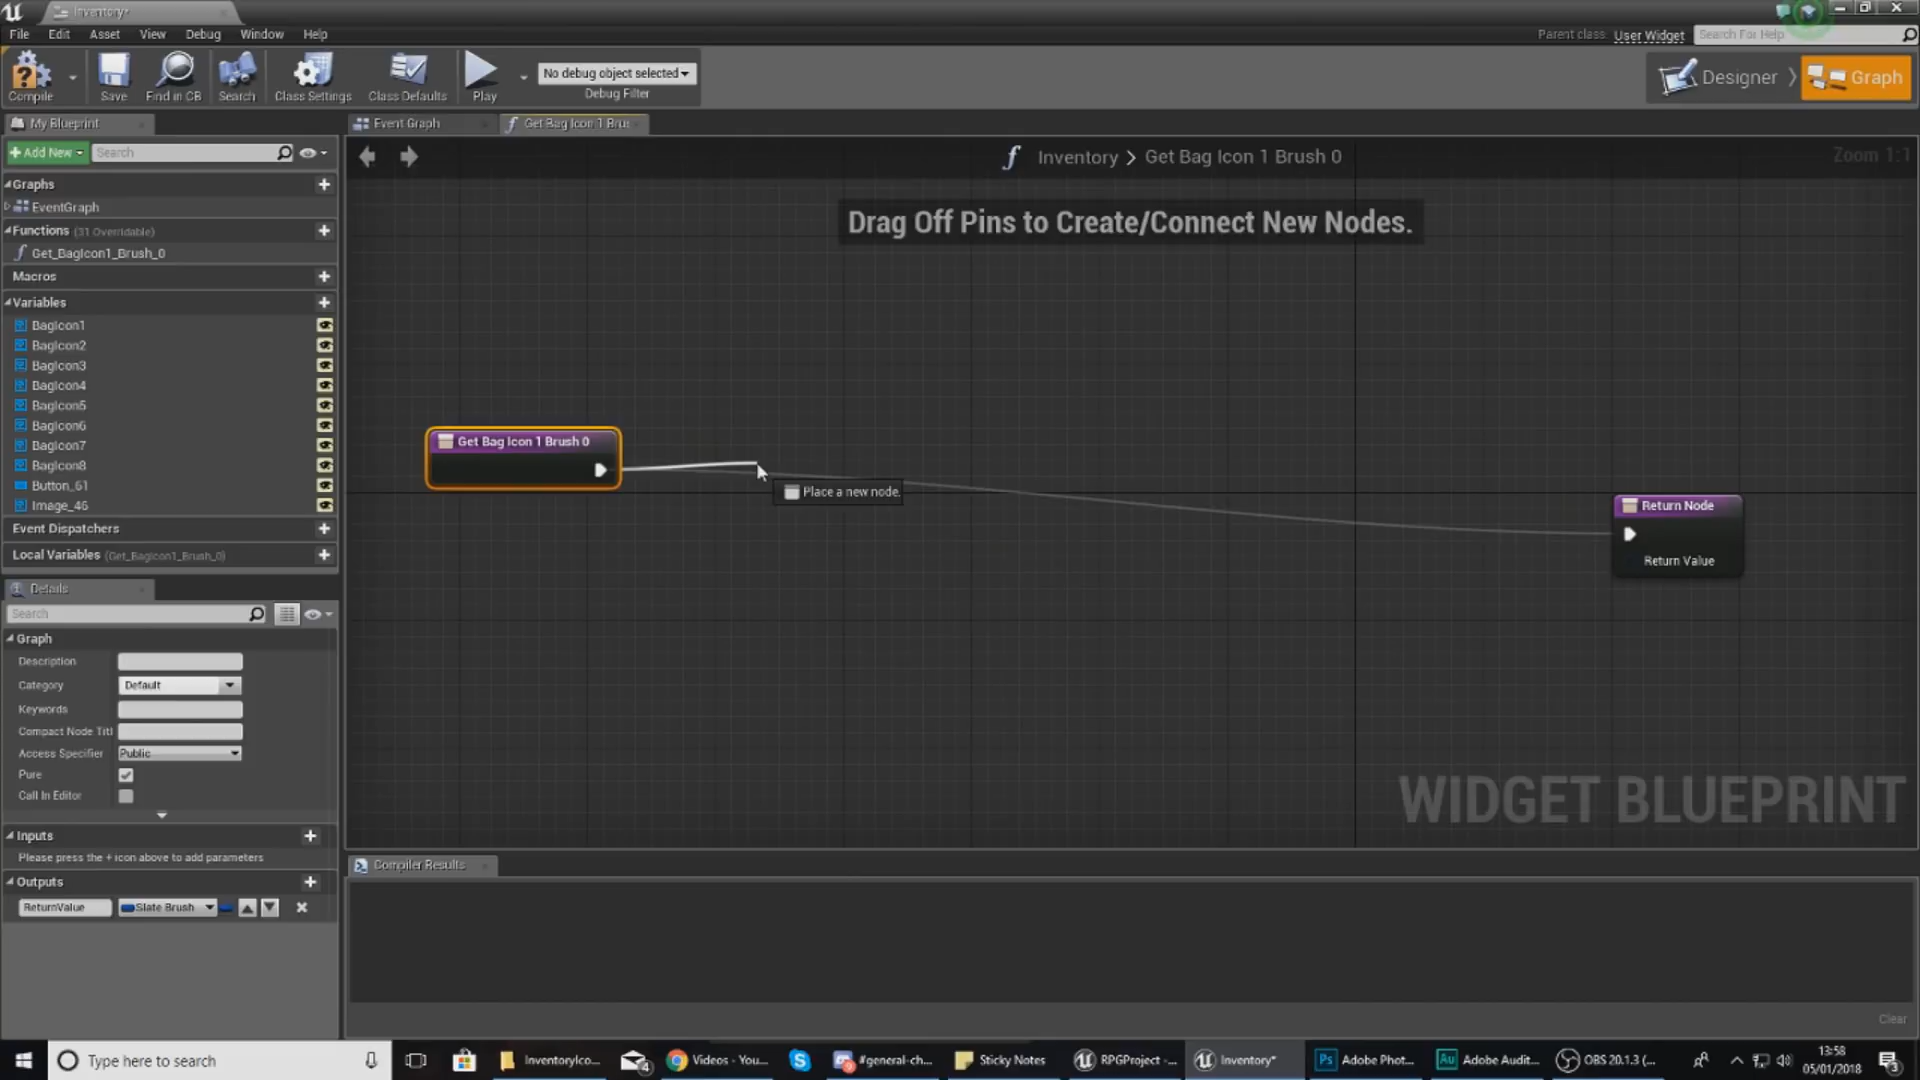 Inventory*
File Edit Asset View Debug Window Help
Parent class: User Widget Search For Help
Compile Save Find in CB Search Class Settings Class Defaults Play
No debug object selected
Debug Filter
Designer Graph
My Blueprint
Event Graph Get Bag Icon 1 Brus
Add New Search
Inventory > Get Bag Icon 1 Brush 0
Zoom 1:1
Graphs
EventGraph
Functions (31 Overridable)
Get_BagIcon1_Brush_0
Macros
Variables
BagIcon1
BagIcon2
BagIcon3
BagIcon4
BagIcon5
BagIcon6
BagIcon7
BagIcon8
Button_61
Image_46
Event Dispatchers
Local Variables (Get_BagIcon1_Brush_0)
Drag Off Pins to Create/Connect New Nodes.
Get Bag Icon 1 Brush 0
Place a new node.
Return Node
Return Value
WIDGET BLUEPRINT
Details
Search
Graph
Description
Category Default
Keywords
Compact Node Titl
Access Specifier Public
Pure
Call In Editor
Inputs
Please press the + icon above to add parameters
Outputs
ReturnValue Slate Brush
Compiler Results
Clear
Type here to search
InventoryIco...
4
Videos - You...
#general-ch...
Sticky Notes
RPGProject -...
Inventory*
Adobe Phot...
Adobe Audit...
OBS 20.1.3 (...
13:58
05/01/2018
3